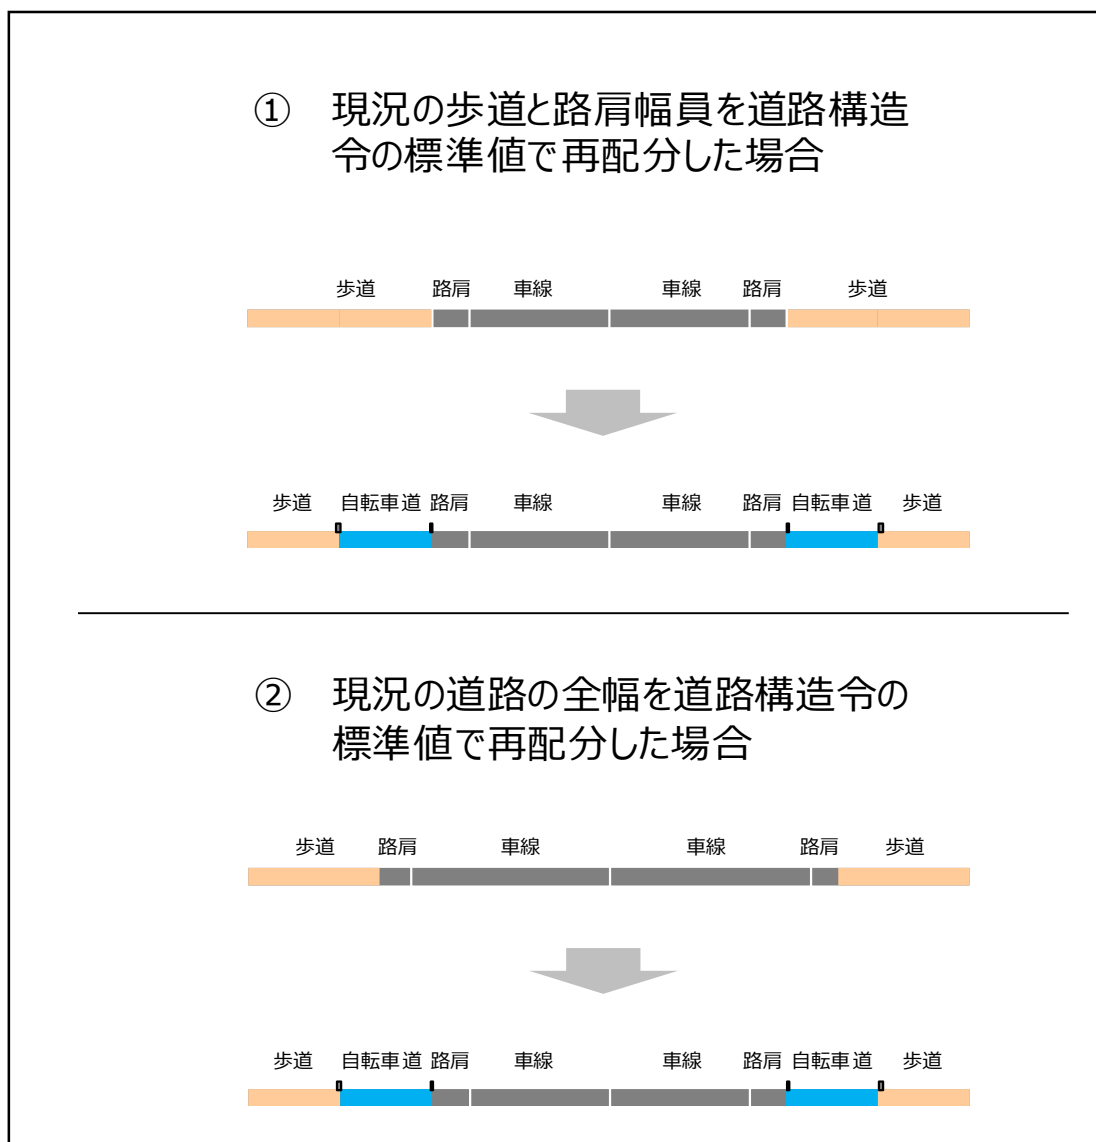 ① 現況の歩道と路肩幅員を道路構造
令の標準値で再配分した場合
歩道 路肩 車線 車線 路肩 歩道
歩道 自転車道 路肩 車線 車線 路肩 自転車道 歩道
② 現況の道路の全幅を道路構造令の
標準値で再配分した場合
歩道 路肩 車線 車線 路肩 歩道
歩道 自転車道 路肩 車線 車線 路肩 自転車道 歩道